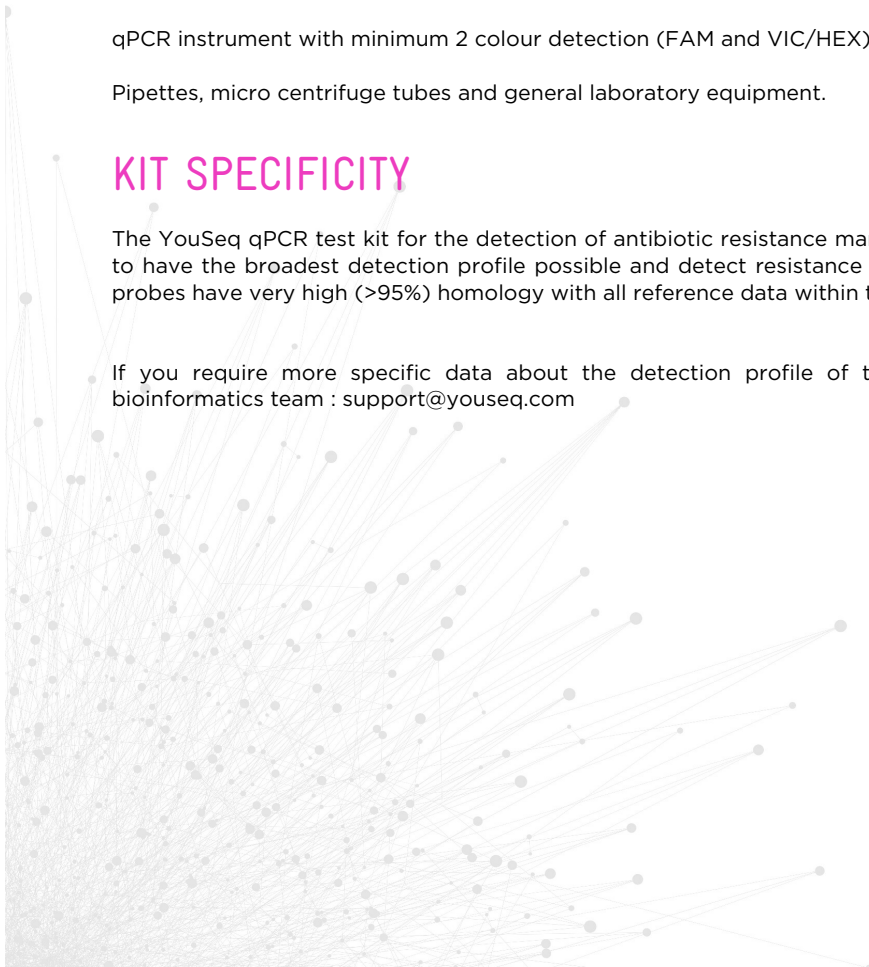 qPCR instrument with minimum 2 colour detection (FAM and VIC/HEX)
Pipettes, micro centrifuge tubes and general laboratory equipment.
KIT SPECIFICITY
The YouSeq qPCR test kit for the detection of antibiotic resistance
to have the broadest detection profile possible and detect resistance
probes have very high (>95%) homology with all reference data within
If you require more specific data about the detection profile of
bioinformatics team : support@youseq.com